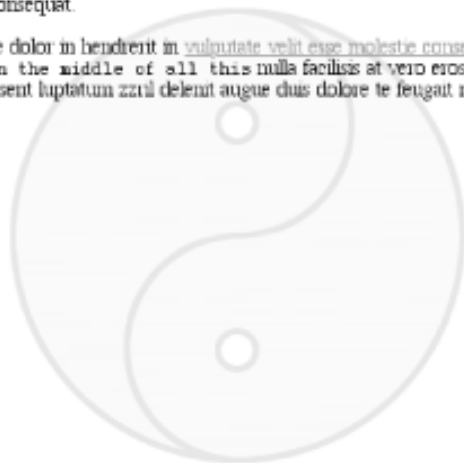 onsequat.
e dolor in hendrerit in vulputate velit esse molestie conse
n the middle of all this nulla facilisis at vero eros
sent luptatum zzril delenit augue duis dolore te feugait n